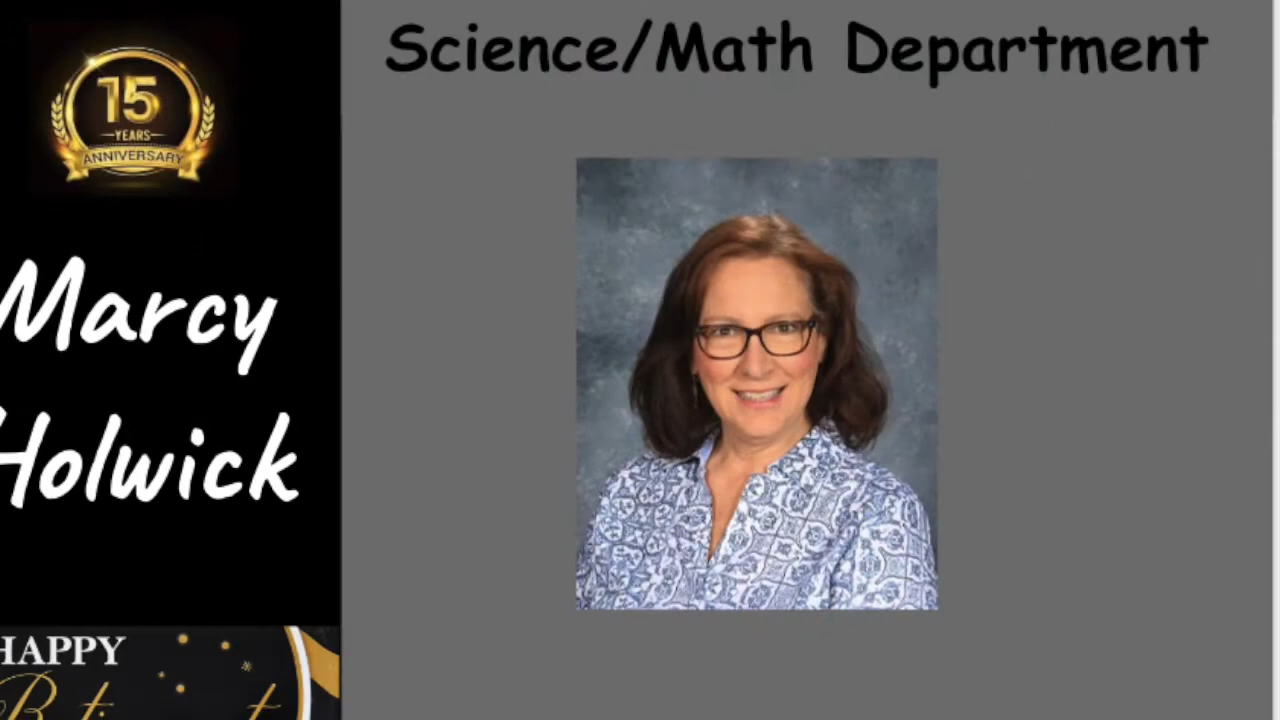 15
YEARS
ANNIVERSARY
Science/Math Department
Marcy
Holwick
HAPPY